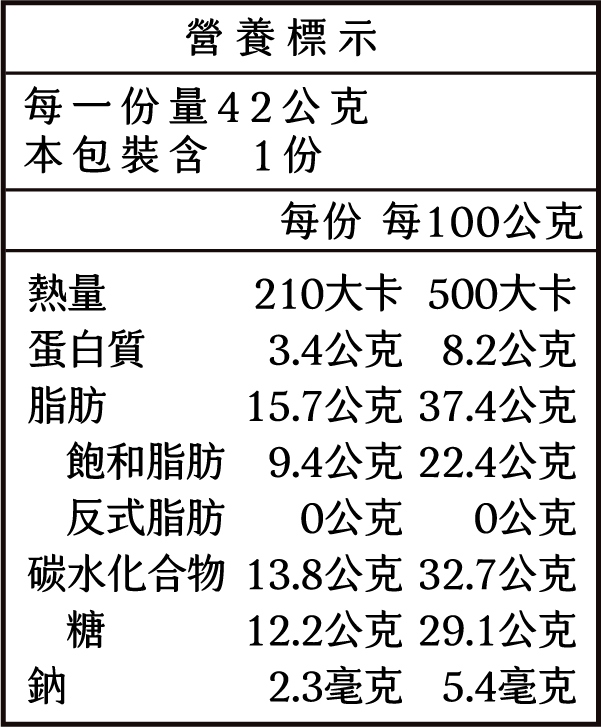 營養標示
每一份量42公克
本包裝含 1份
每份 每100公克
熱量 210大卡 500大卡
蛋白質 3.4公克 8.2公克
脂肪 15.7公克 37.4公克
飽和脂肪 9.4公克 22.4公克
反式脂肪 0公克 0公克
碳水化合物 13.8公克 32.7公克
糖 12.2公克 29.1公克
鈉 2.3毫克 5.4毫克